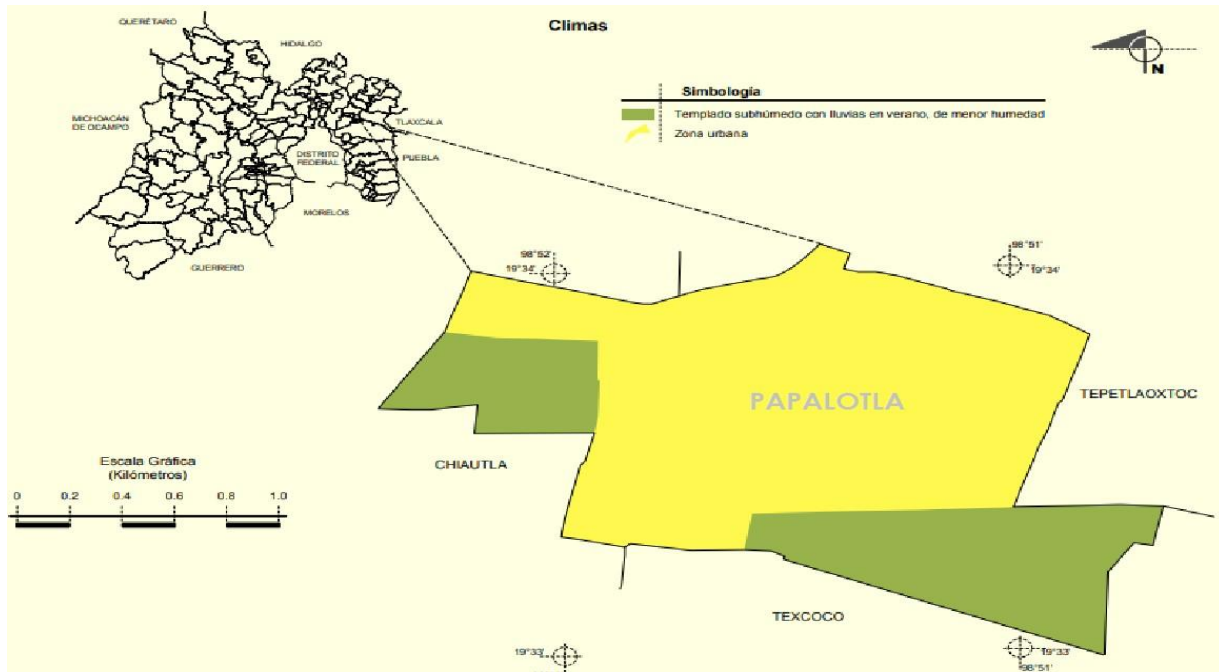 Climas
QUERÉTARO
HIDALGO
MICHOACÁN
DE OCAMPO
TLAXCALA
DISTRITO
FEDERAL
PUEBLA
MORELOS
GUERRERO
N
Simbología
Templado subhúmedo con lluvias en verano, de menor humedad
Zona urbana
98°52'
19°34'
98°51'
19°34'
PAPALOTLA
TEPETLAOXTOC
CHIAUTLA
Escala Gráfica
(Kilómetros)
0 0.2 0.4 0.6 0.8 1.0
TEXCOCO
19°33'
19°33'
98°51'